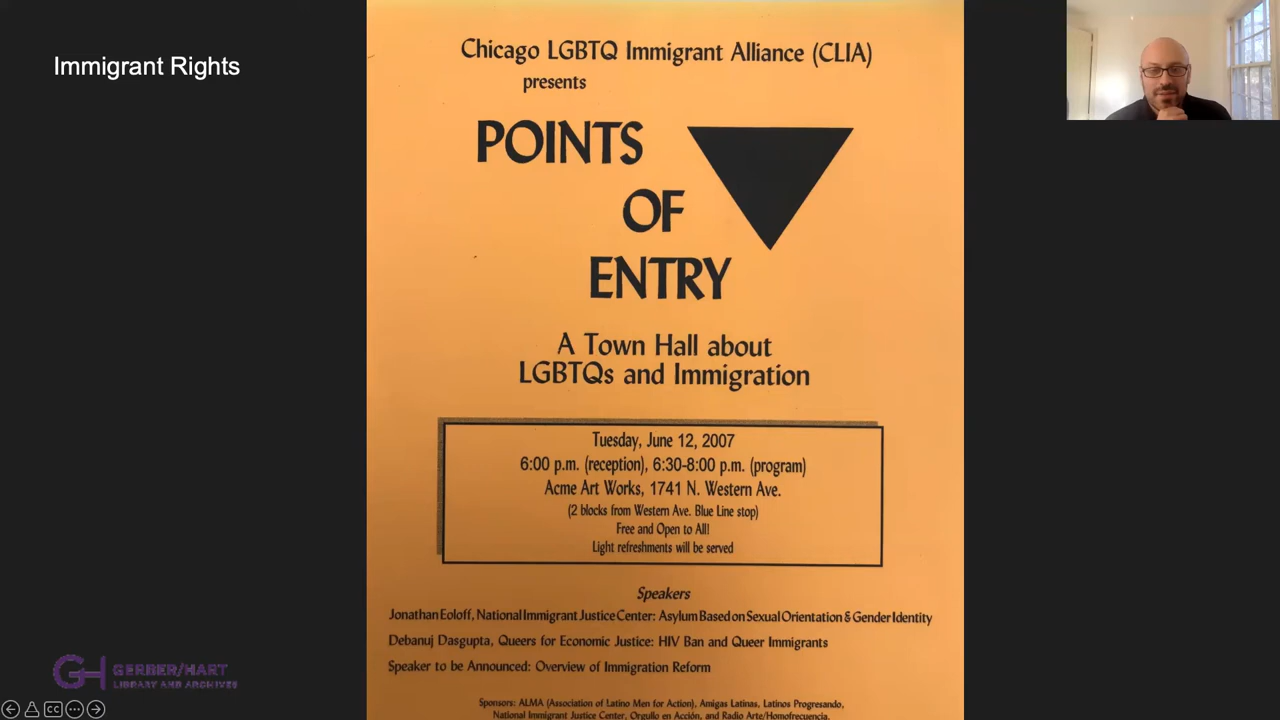 Immigrant Rights
Chicago LGBTQ Immigrant Alliance (CLIA)
presents
POINTS
OF
ENTRY
A Town Hall about
LGBTQs and Immigration
Tuesday, June 12, 2007
6:00 p.m. (reception), 6:30-8:00 p.m. (program)
Acme Art Works, 1741 N. Western Ave.
(2 blocks from Western Ave. Blue Line stop)
Free and Open to All!
Light refreshments will be served
Speakers
Jonathan Eoloff, National Immigrant Justice Center: Asylum Based on Sexual Orientation & Gender Identity
Debanuj Dasgupta, Queers for Economic Justice: HIV Ban and Queer Immigrants
Speaker to be Announced: Overview of Immigration Reform
Sponsors: ALMA (Association of Latino Men for Action), Amigas Latinas, Latinos Progresando,
National Immigrant Justice Center, Orgullo en Acción, and Radio Arte/Homofrecuencia.
GH GERBER/HART
LIBRARY AND ARCHIVES
CC